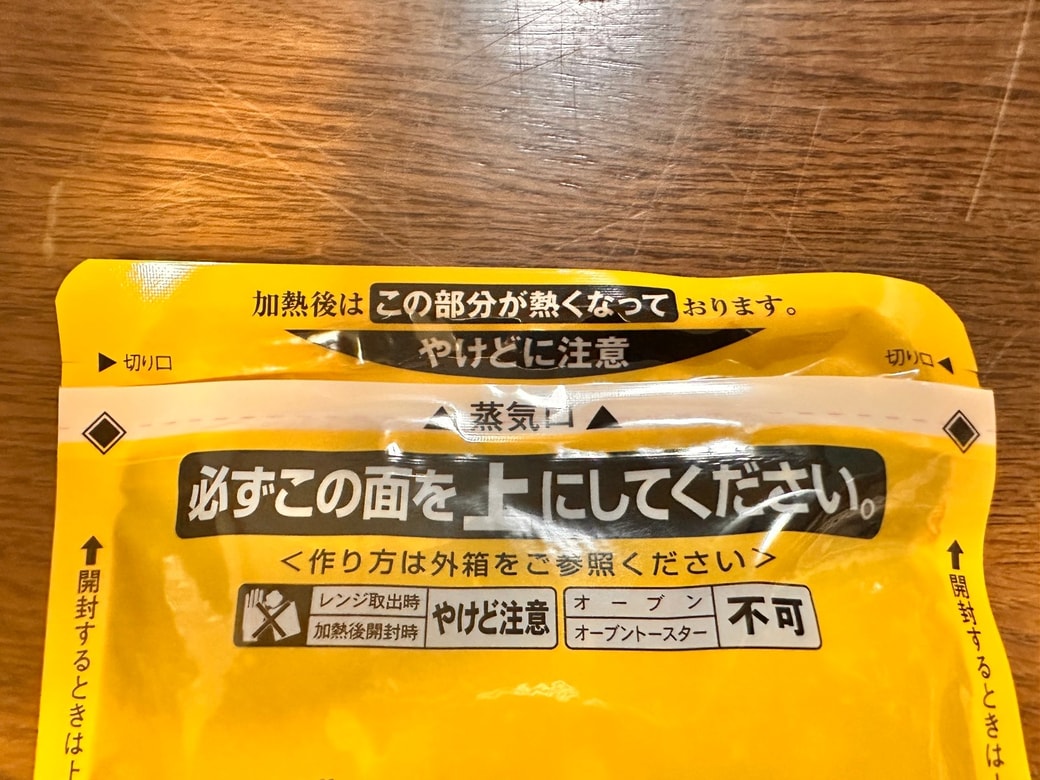 加熱後はこの部分が熱くなっております。
やけどに注意
▶切り口
切り口◀
▲蒸気口▲
必ずこの面を上にしてください。
＜作り方は外箱をご参照ください＞
レンジ取出時
加熱後開封時
やけど注意
オーブン
オーブントースター
不可
↑開封するときは上
↑開封するときは